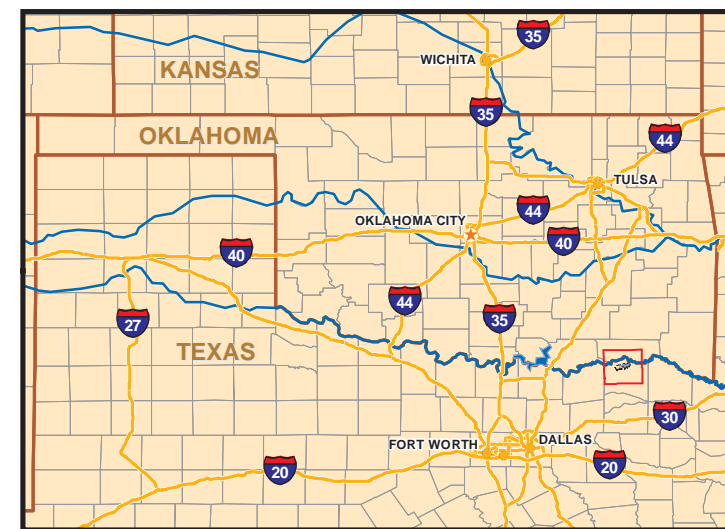 35
WICHITA
KANSAS
35
OKLAHOMA
44
TULSA
44
OKLAHOMA CITY
40
40
44
35
27
TEXAS
30
FORT WORTH
DALLAS
20
20